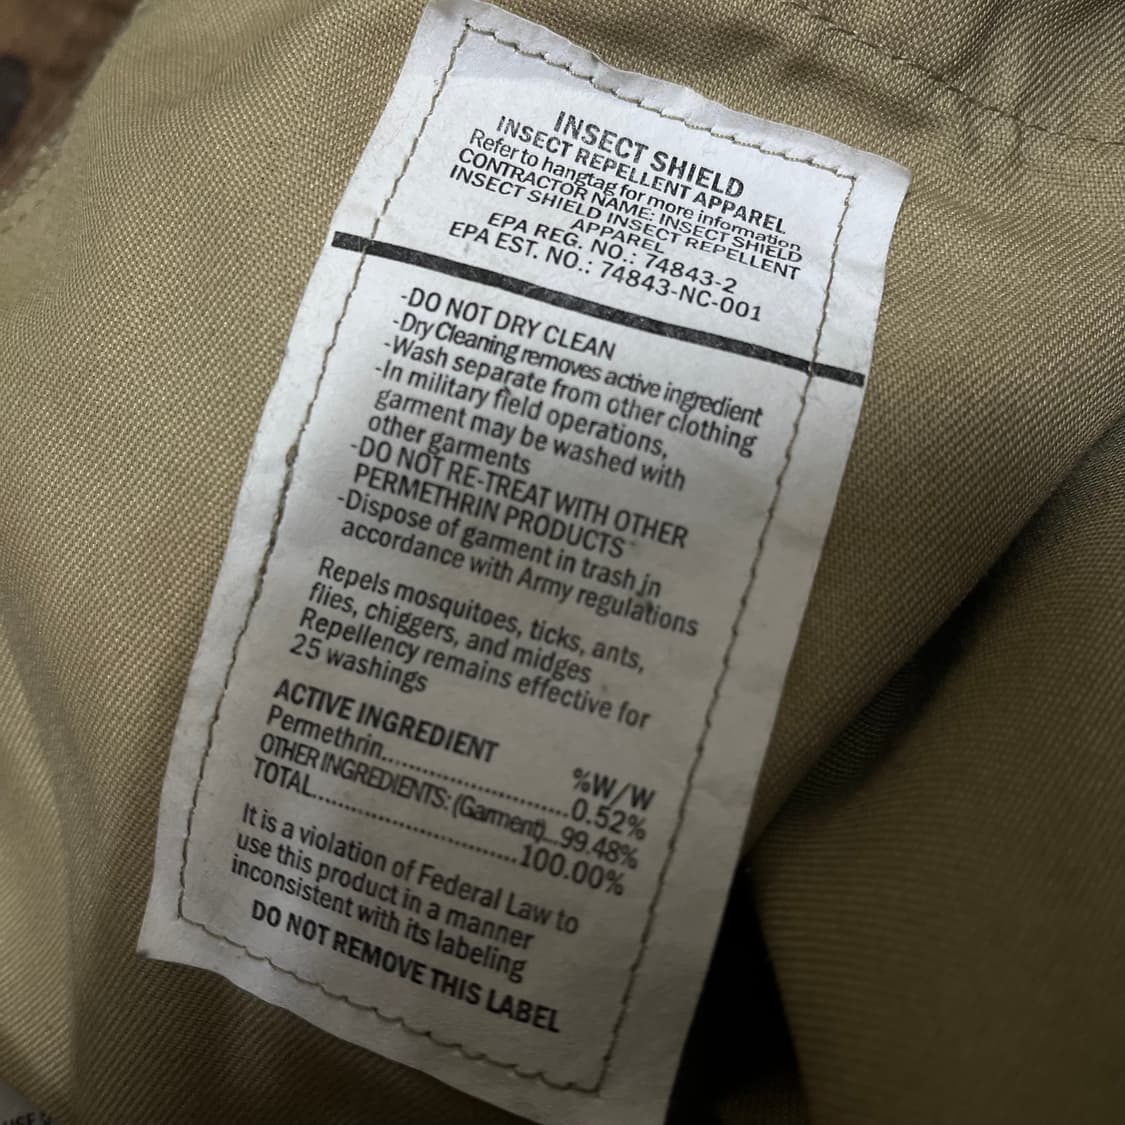 INSECT SHIELD
INSECT REPELLENT APPAREL
Refer to hangtag for more information
CONTRACTOR NAME: INSECT SHIELD
INSECT SHIELD INSECT REPELLENT
APPAREL
EPA REG. NO.: 74843-2
EPA EST. NO.: 74843-NC-001
-DO NOT DRY CLEAN
-Dry Cleaning removes active ingredient
-Wash separate from other clothing
-In military field operations,
garment may be washed with
other garments
-DO NOT RE-TREAT WITH OTHER
PERMETHRIN PRODUCTS
-Dispose of garment in trash in
accordance with Army regulations
Repels mosquitoes, ticks, ants,
flies, chiggers, and midges
Repellency remains effective for
25 washings
ACTIVE INGREDIENT %W/W
Permethrin..............................0.52%
OTHER INGREDIENTS: (Garment)...99.48%
TOTAL..................................100.00%
It is a violation of Federal Law to
use this product in a manner
inconsistent with its labeling
DO NOT REMOVE THIS LABEL